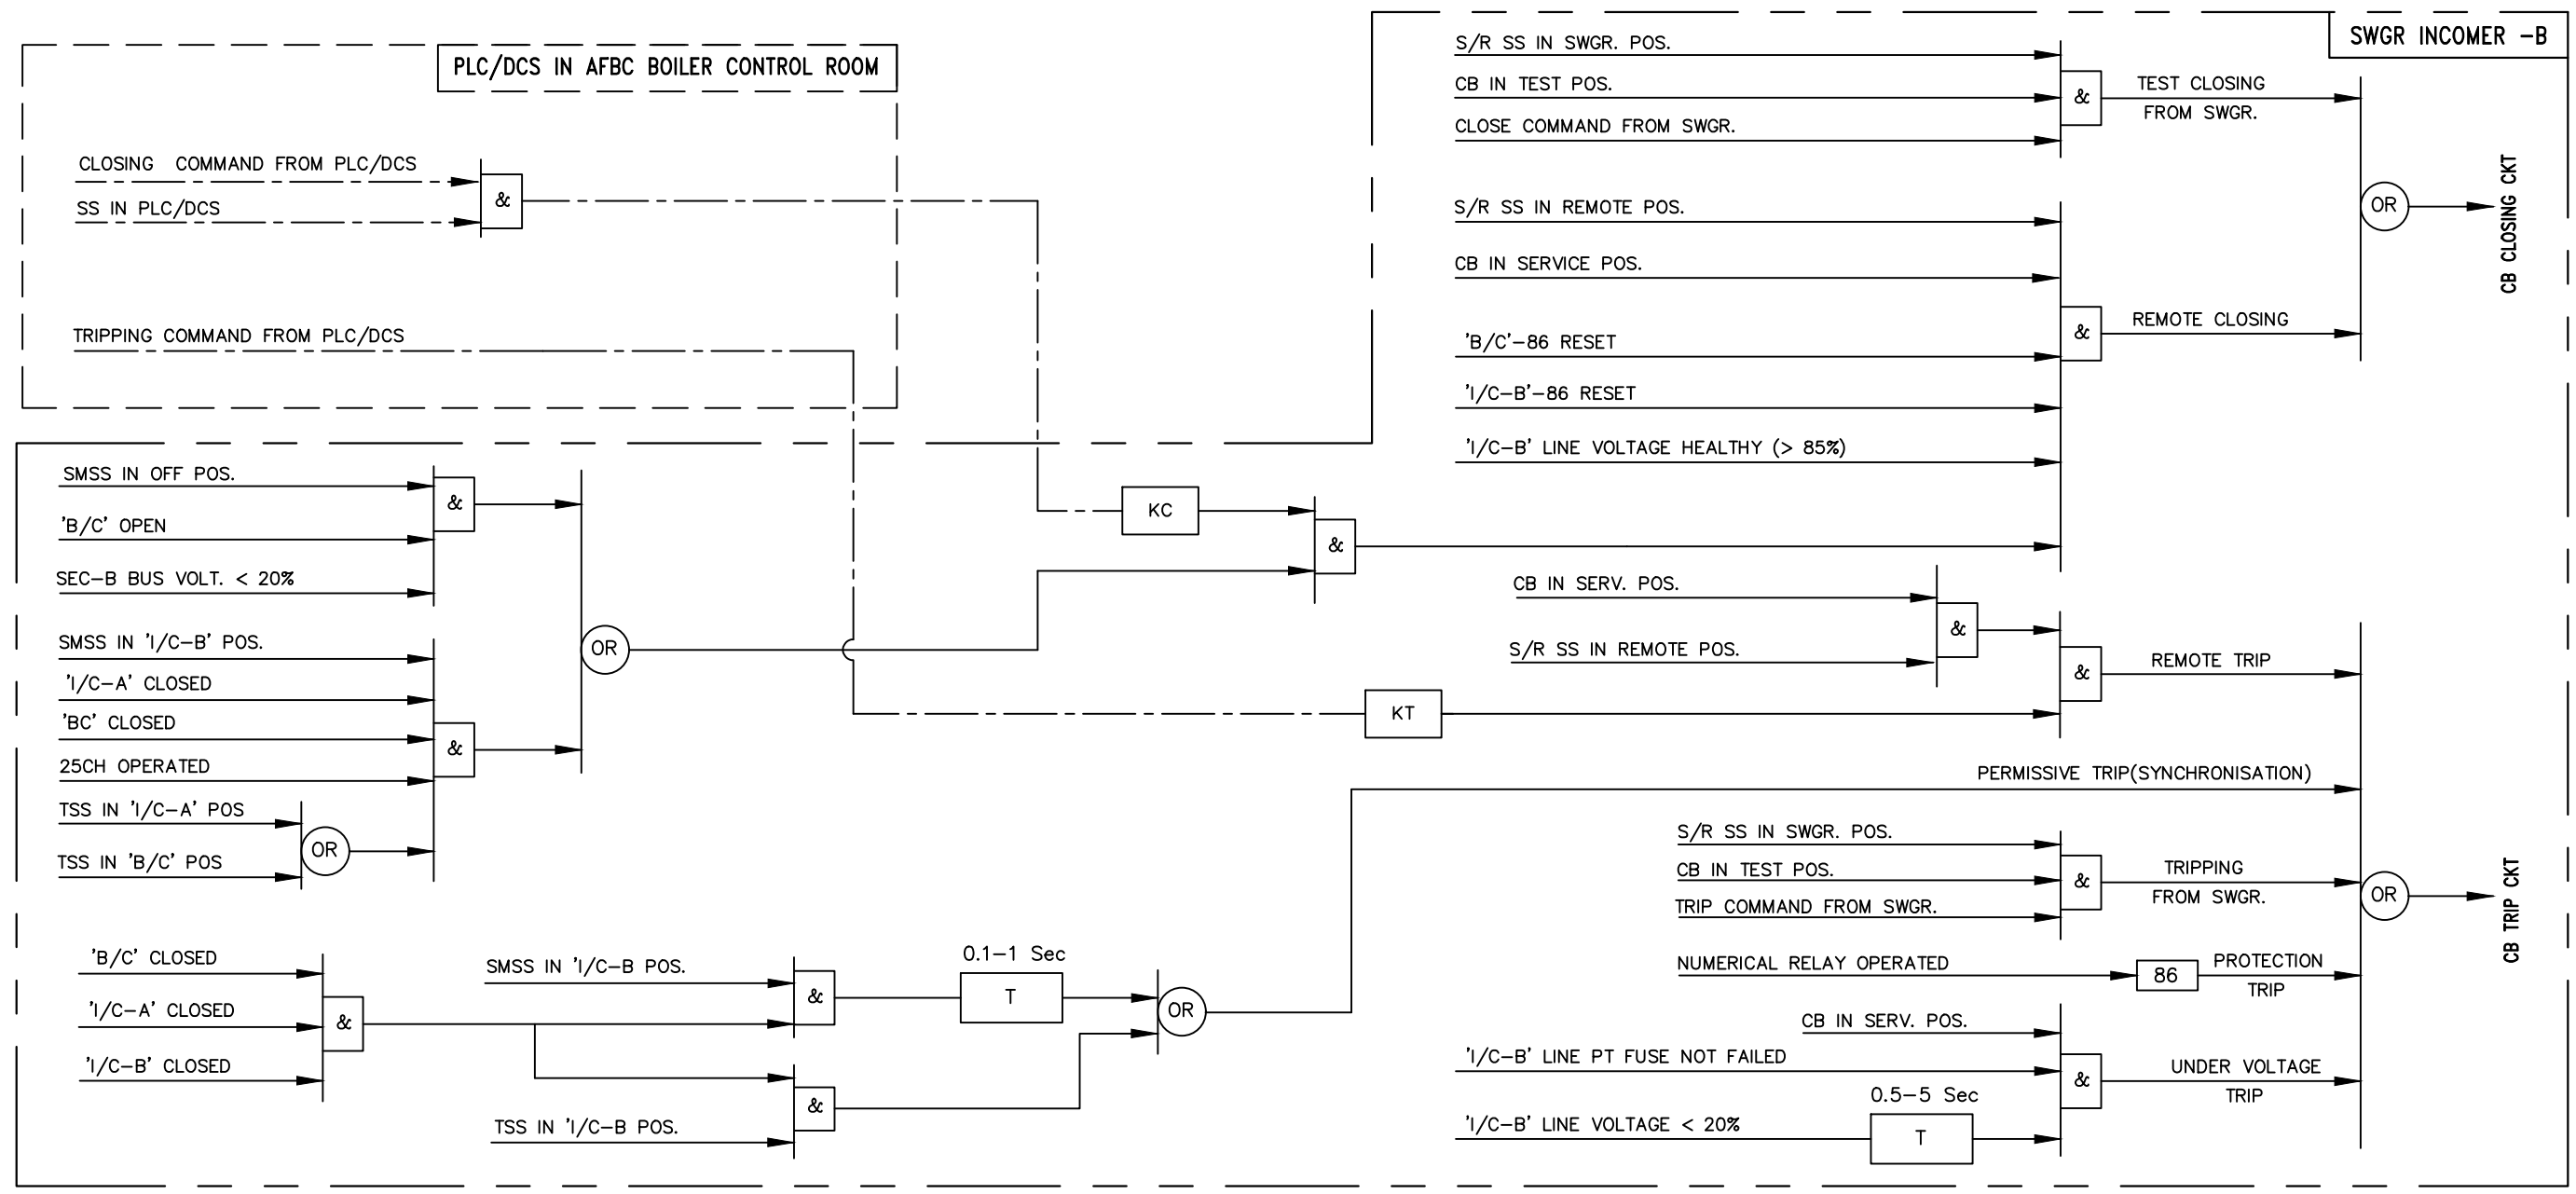 PLC/DCS IN AFBC BOILER CONTROL ROOM
CLOSING COMMAND FROM PLC/DCS
SS IN PLC/DCS
&
TRIPPING COMMAND FROM PLC/DCS
SWGR INCOMER -B
S/R SS IN SWGR. POS.
CB IN TEST POS.
CLOSE COMMAND FROM SWGR.
&
TEST CLOSING
FROM SWGR.
S/R SS IN REMOTE POS.
CB IN SERVICE POS.
'B/C'-86 RESET
'I/C-B'-86 RESET
'I/C-B' LINE VOLTAGE HEALTHY (> 85%)
&
REMOTE CLOSING
OR
CB CLOSING CKT
SMSS IN OFF POS.
'B/C' OPEN
SEC-B BUS VOLT. < 20%
&
SMSS IN 'I/C-B' POS.
'I/C-A' CLOSED
'BC' CLOSED
25CH OPERATED
&
TSS IN 'I/C-A' POS
TSS IN 'B/C' POS
OR
OR
KC
&
CB IN SERV. POS.
S/R SS IN REMOTE POS.
&
KT
&
REMOTE TRIP
PERMISSIVE TRIP(SYNCHRONISATION)
S/R SS IN SWGR. POS.
CB IN TEST POS.
TRIP COMMAND FROM SWGR.
&
TRIPPING
FROM SWGR.
NUMERICAL RELAY OPERATED
86
PROTECTION
TRIP
CB IN SERV. POS.
'I/C-B' LINE PT FUSE NOT FAILED
'I/C-B' LINE VOLTAGE < 20%
0.5-5 Sec
T
&
UNDER VOLTAGE
TRIP
OR
CB TRIP CKT
'B/C' CLOSED
'I/C-A' CLOSED
'I/C-B' CLOSED
&
SMSS IN 'I/C-B POS.
&
0.1-1 Sec
T
TSS IN 'I/C-B POS.
&
OR